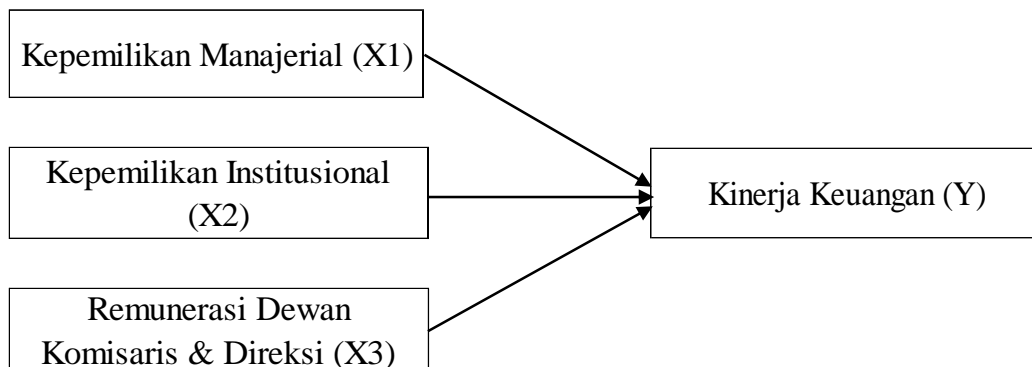 Kepemilikan Manajerial (X1)
Kepemilikan Institusional
(X2)
Kinerja Keuangan (Y)
Remunerasi Dewan
Komisaris & Direksi (X3)